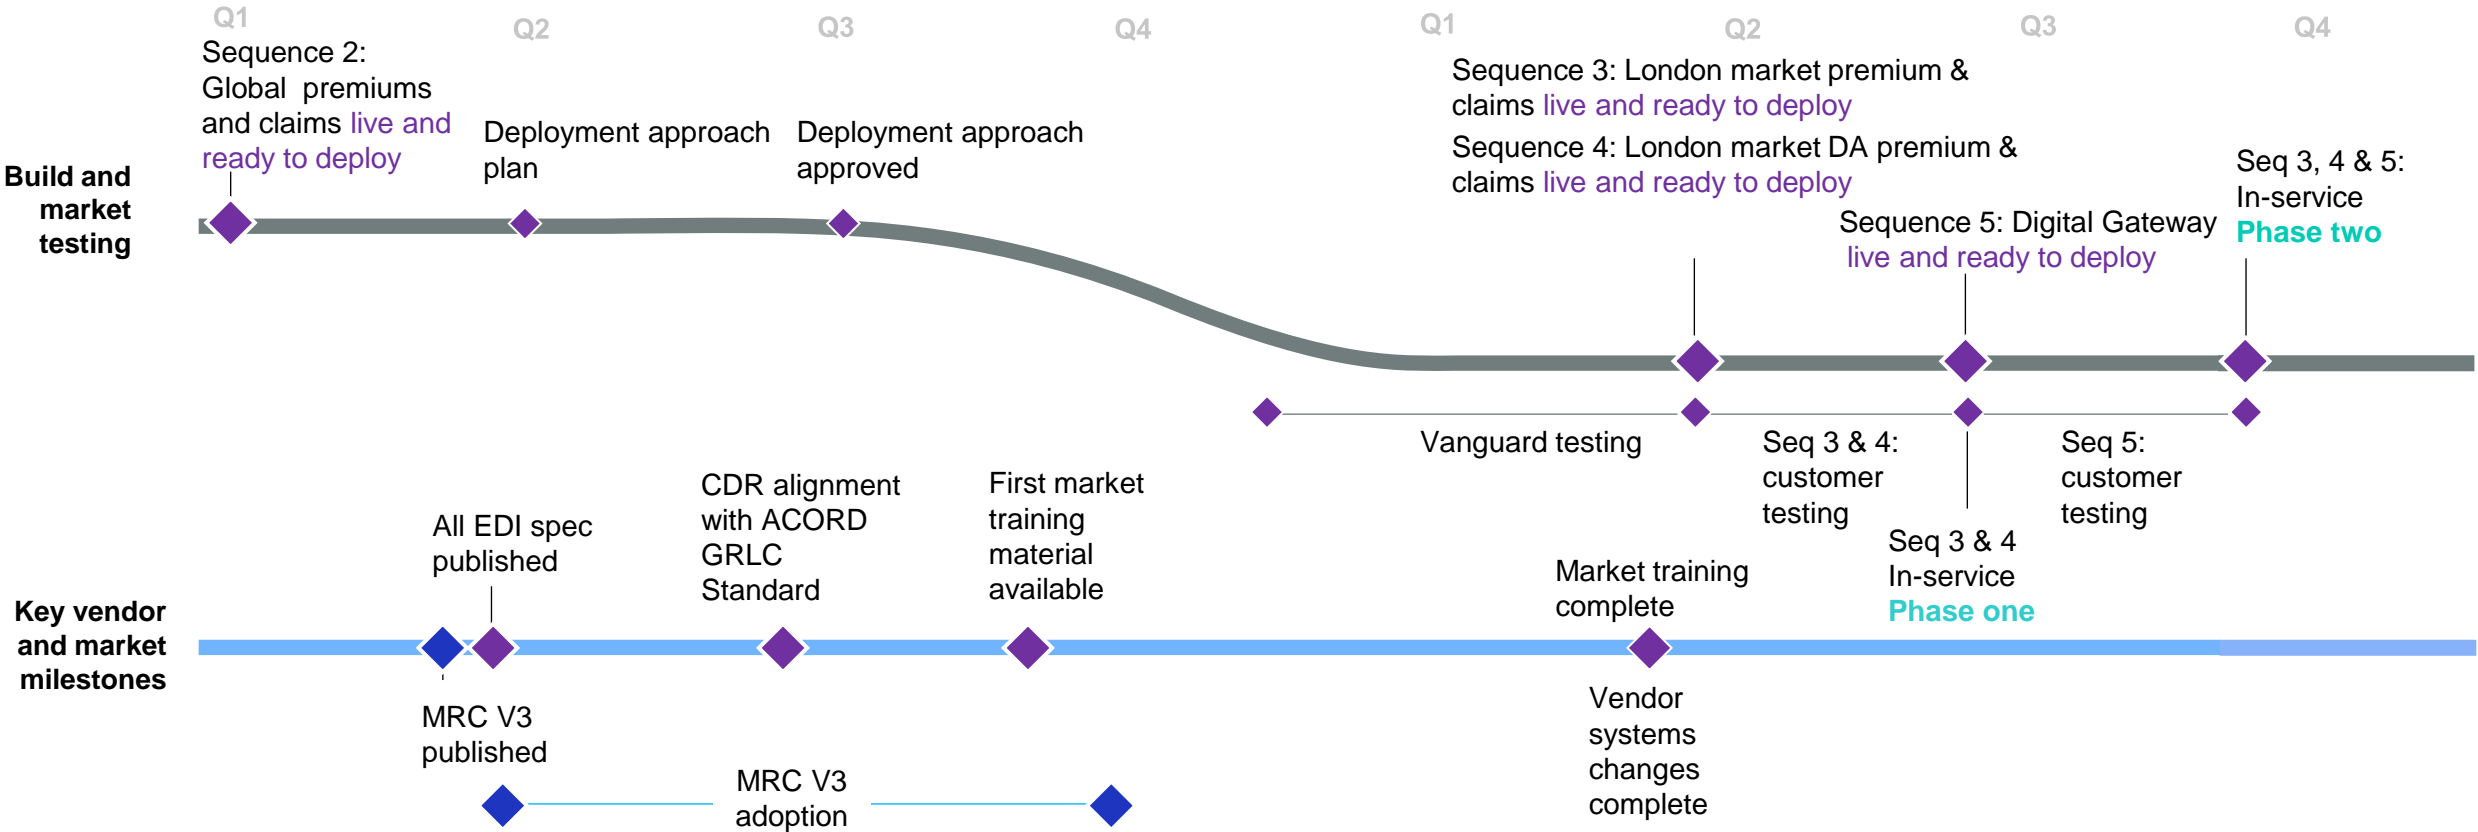 Q1
Q2
Q3
Q4
Q1
Q2
Q3
Q4
Sequence 2:
Global premiums
and claims live and
ready to deploy
Deployment approach
plan
Deployment approach
approved
Sequence 3: London market premium &
claims live and ready to deploy
Sequence 4: London market DA premium &
claims live and ready to deploy
Sequence 5: Digital Gateway
live and ready to deploy
Seq 3, 4 & 5:
In-service
Phase two
Build and
market
testing
Vanguard testing
Seq 3 & 4:
customer
testing
Seq 5:
customer
testing
Seq 3 & 4
In-service
Phase one
All EDI spec
published
CDR alignment
with ACORD
GRLC
Standard
First market
training
material
available
Market training
complete
Key vendor
and market
milestones
MRC V3
published
MRC V3
adoption
Vendor
systems
changes
complete